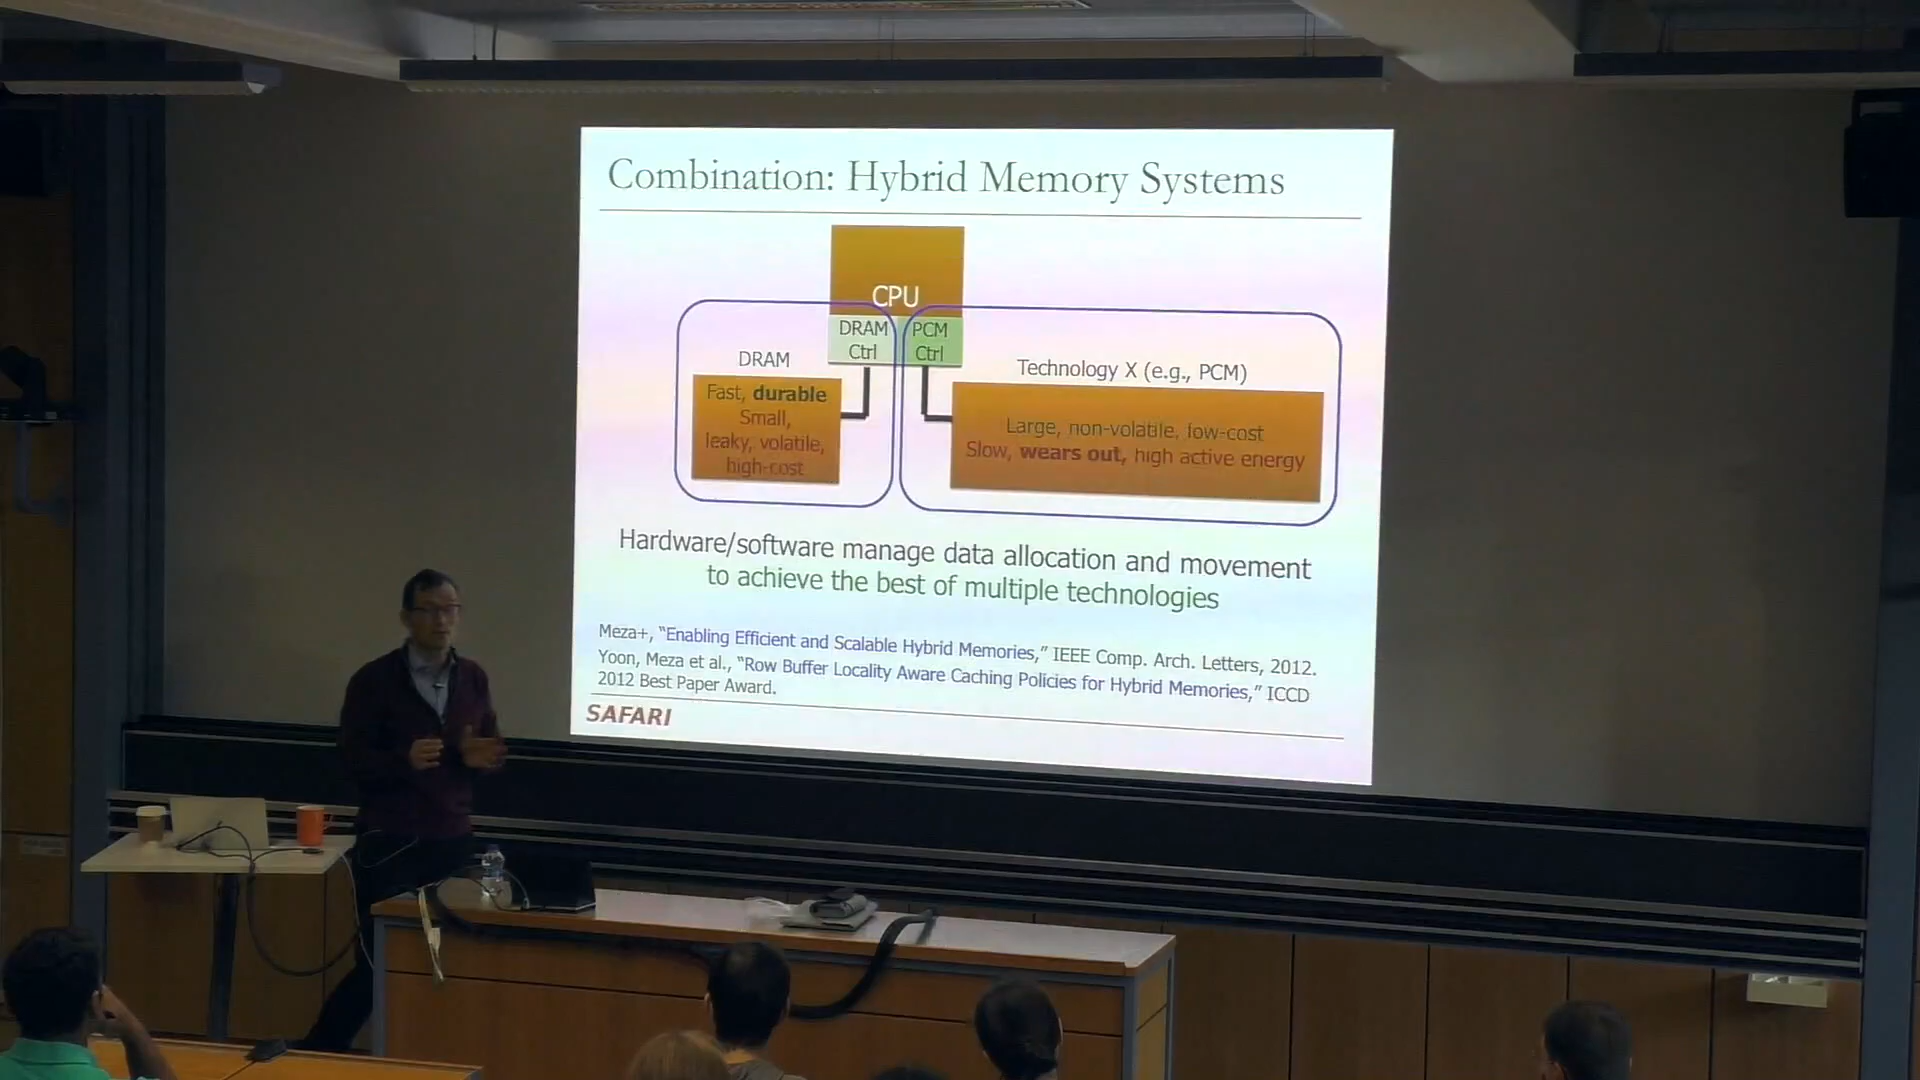 Combination: Hybrid Memory Systems
CPU
DRAM
Ctrl
PCM
Ctrl
DRAM
Fast, durable
Small,
leaky, volatile,
high-cost
Technology X (e.g., PCM)
Large, non-volatile, low-cost
Slow, wears out, high active energy
Hardware/software manage data allocation and movement
to achieve the best of multiple technologies
Meza+, “Enabling Efficient and Scalable Hybrid Memories,” IEEE Comp. Arch. Letters, 2012.
Yoon, Meza et al., “Row Buffer Locality Aware Caching Policies for Hybrid Memories,” ICCD
2012 Best Paper Award.
SAFARI